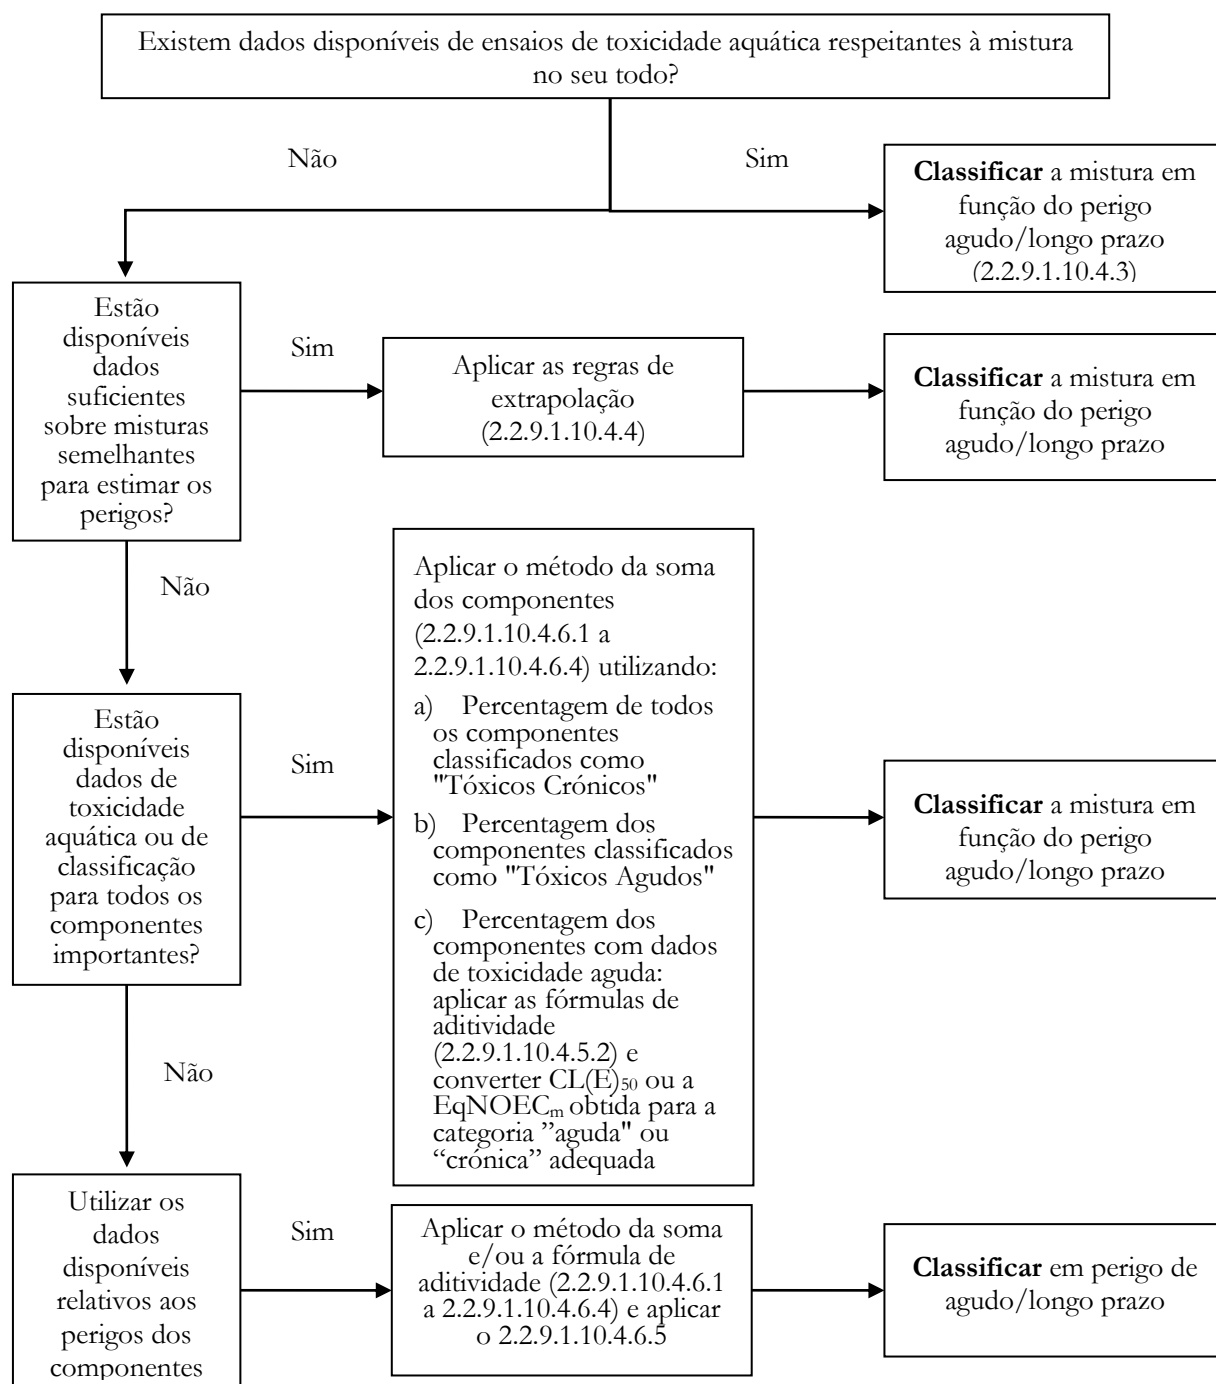 Existem dados disponíveis de ensaios de toxicidade aquática respeitantes à mistura
no seu todo?
Não
Sim
Classificar a mistura em
função do perigo
agudo/longo prazo
(2.2.9.1.10.4.3)
Estão
disponíveis
dados
suficientes
sobre misturas
semelhantes
para estimar os
perigos?
Sim
Aplicar as regras de
extrapolação
(2.2.9.1.10.4.4)
Classificar a mistura em
função do perigo
agudo/longo prazo
Não
Estão
disponíveis
dados de
toxicidade
aquática ou de
classificação
para todos os
componentes
importantes?
Sim
Aplicar o método da soma
dos componentes
(2.2.9.1.10.4.6.1 a
2.2.9.1.10.4.6.4) utilizando:
a) Percentagem de todos
os componentes
classificados como
"Tóxicos Crónicos"
b) Percentagem dos
componentes classificados
como "Tóxicos Agudos"
c) Percentagem dos
componentes com dados
de toxicidade aguda:
aplicar as fórmulas de
aditividade
(2.2.9.1.10.4.5.2) e
converter CL(E)₅₀ ou a
EqNOECₘ obtida para a
categoria ”aguda" ou
“crónica” adequada
Classificar a mistura em
função do perigo
agudo/longo prazo
Não
Utilizar os
dados
disponíveis
relativos aos
perigos dos
componentes
Sim
Aplicar o método da soma
e/ou a fórmula de
aditividade (2.2.9.1.10.4.6.1
a 2.2.9.1.10.4.6.4) e aplicar
o 2.2.9.1.10.4.6.5
Classificar em perigo de
agudo/longo prazo